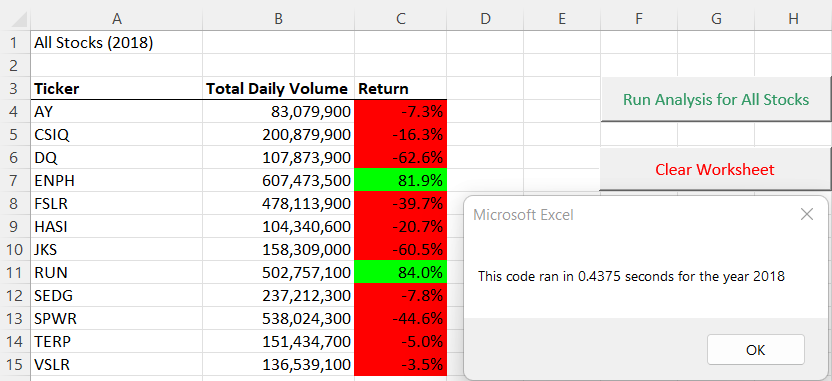 A B C D E F G H
1 All Stocks (2018)
2
3 Ticker Total Daily Volume Return
4 AY 83,079,900 -7.3%
Run Analysis for All Stocks
5 CSIQ 200,879,900 -16.3%
6 DQ 107,873,900 -62.6%
7 ENPH 607,473,500 81.9%
Clear Worksheet
8 FSLR 478,113,900 -39.7%
Microsoft Excel
9 HASI 104,340,600 -20.7%
10 JKS 158,309,000 -60.5%
11 RUN 502,757,100 84.0%
This code ran in 0.4375 seconds for the year 2018
12 SEDG 237,212,300 -7.8%
13 SPWR 538,024,300 -44.6%
14 TERP 151,434,700 -5.0%
OK
15 VSLR 136,539,100 -3.5%